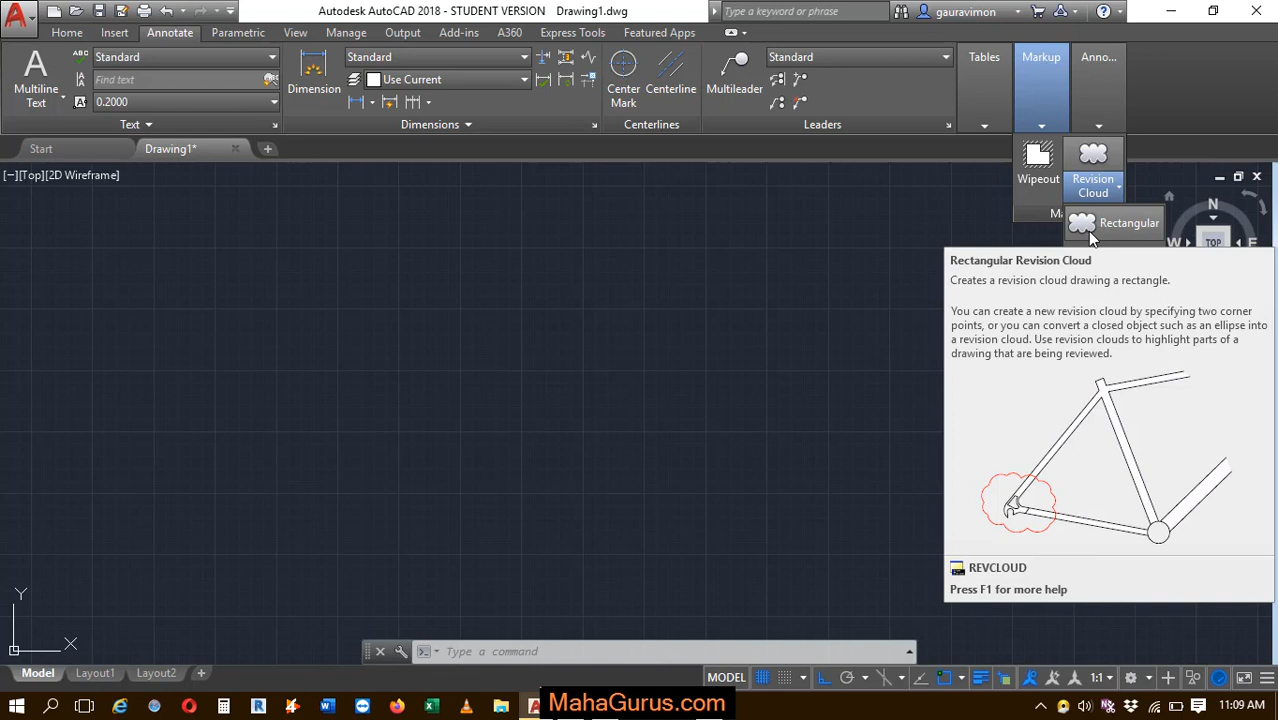 Autodesk AutoCAD 2018 - STUDENT VERSION Drawing1.dwg
Type a keyword or phrase
gauravimon
Home Insert Annotate Parametric View Manage Output Add-ins A360 Express Tools Featured Apps
Multiline Text
Standard
Find text
0.2000
Text
Dimension
Standard
Use Current
Dimensions
Center Mark
Centerline
Centerlines
Multileader
Standard
Leaders
Tables
Markup
Anno...
Start
Drawing1*
Wipeout
Revision Cloud
Rectangular
[−][Top][2D Wireframe]
N
W
TOP
E
Rectangular Revision Cloud
Creates a revision cloud drawing a rectangle.
You can create a new revision cloud by specifying two corner
points, or you can convert a closed object such as an ellipse into
a revision cloud. Use revision clouds to highlight parts of a
drawing that are being reviewed.
REVCLOUD
Press F1 for more help
Y
X
Type a command
Model Layout1 Layout2
MODEL
1:1
MahaGurus.com
11:09 AM